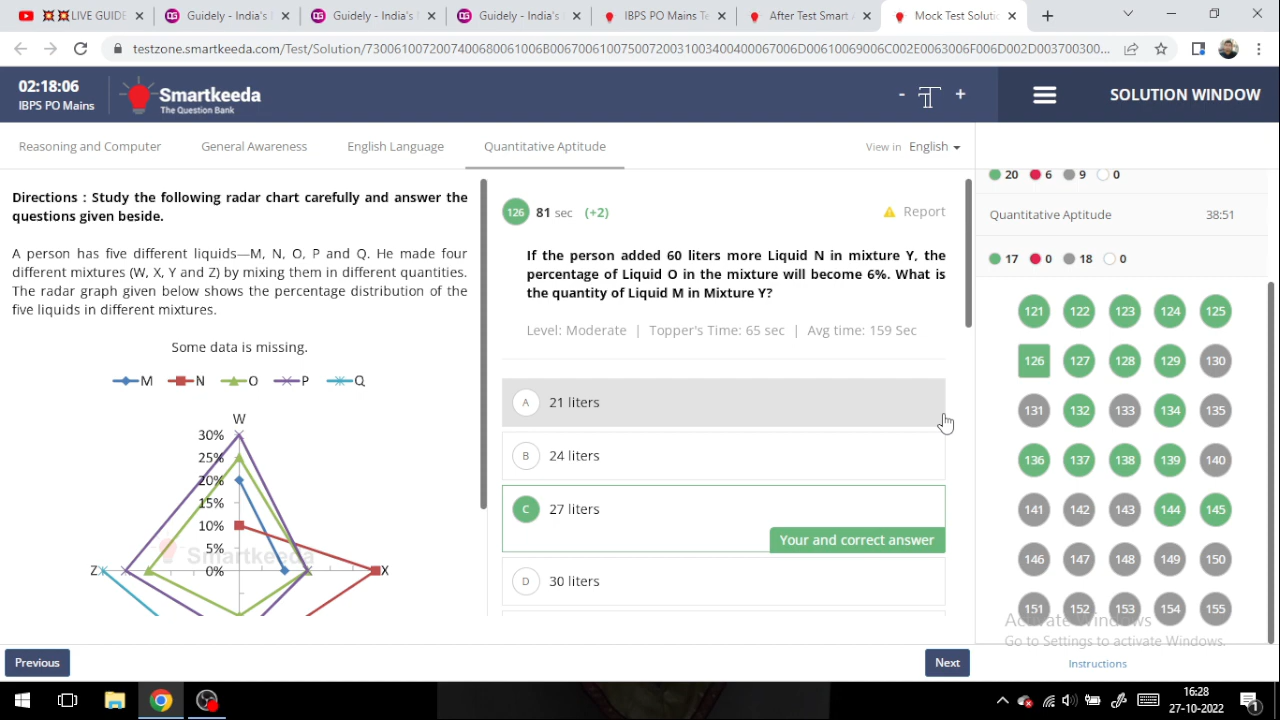 💥💥LIVE GUIDE
Guidely - India's
Guidely - India's
Guidely - India's
IBPS PO Mains Te
After Test Smart A
Mock Test Soluti
testzone.smartkeeda.com/Test/Solution/7300610072007400680061006B0067006100750072003100340040006700​6D00610069006C002E0063006F006D002D003700300...
02:18:06
IBPS PO Mains
Smartkeeda
The Question Bank
- T +
SOLUTION WINDOW
Reasoning and Computer
General Awareness
English Language
Quantitative Aptitude
View in English
Directions : Study the following radar chart carefully and answer the
questions given beside.
A person has five different liquids—M, N, O, P and Q. He made four
different mixtures (W, X, Y and Z) by mixing them in different quantities.
The radar graph given below shows the percentage distribution of the
five liquids in different mixtures.
Some data is missing.
M N O P Q
W
30%
25%
20%
15%
10%
5%
0%
Z
X
Smartkeeda
126 81 sec (+2)
Report
If the person added 60 liters more Liquid N in mixture Y, the
percentage of Liquid O in the mixture will become 6%. What is
the quantity of Liquid M in Mixture Y?
Level: Moderate | Topper's Time: 65 sec | Avg time: 159 Sec
A 21 liters
B 24 liters
C 27 liters
Your and correct answer
D 30 liters
20 6 9 0
Quantitative Aptitude 38:51
17 0 18 0
121 122 123 124 125
126 127 128 129 130
131 132 133 134 135
136 137 138 139 140
141 142 143 144 145
146 147 148 149 150
151 152 153 154 155
Activate Windows
Go to Settings to activate Windows.
Previous
Next
Instructions
16:28
27-10-2022
1